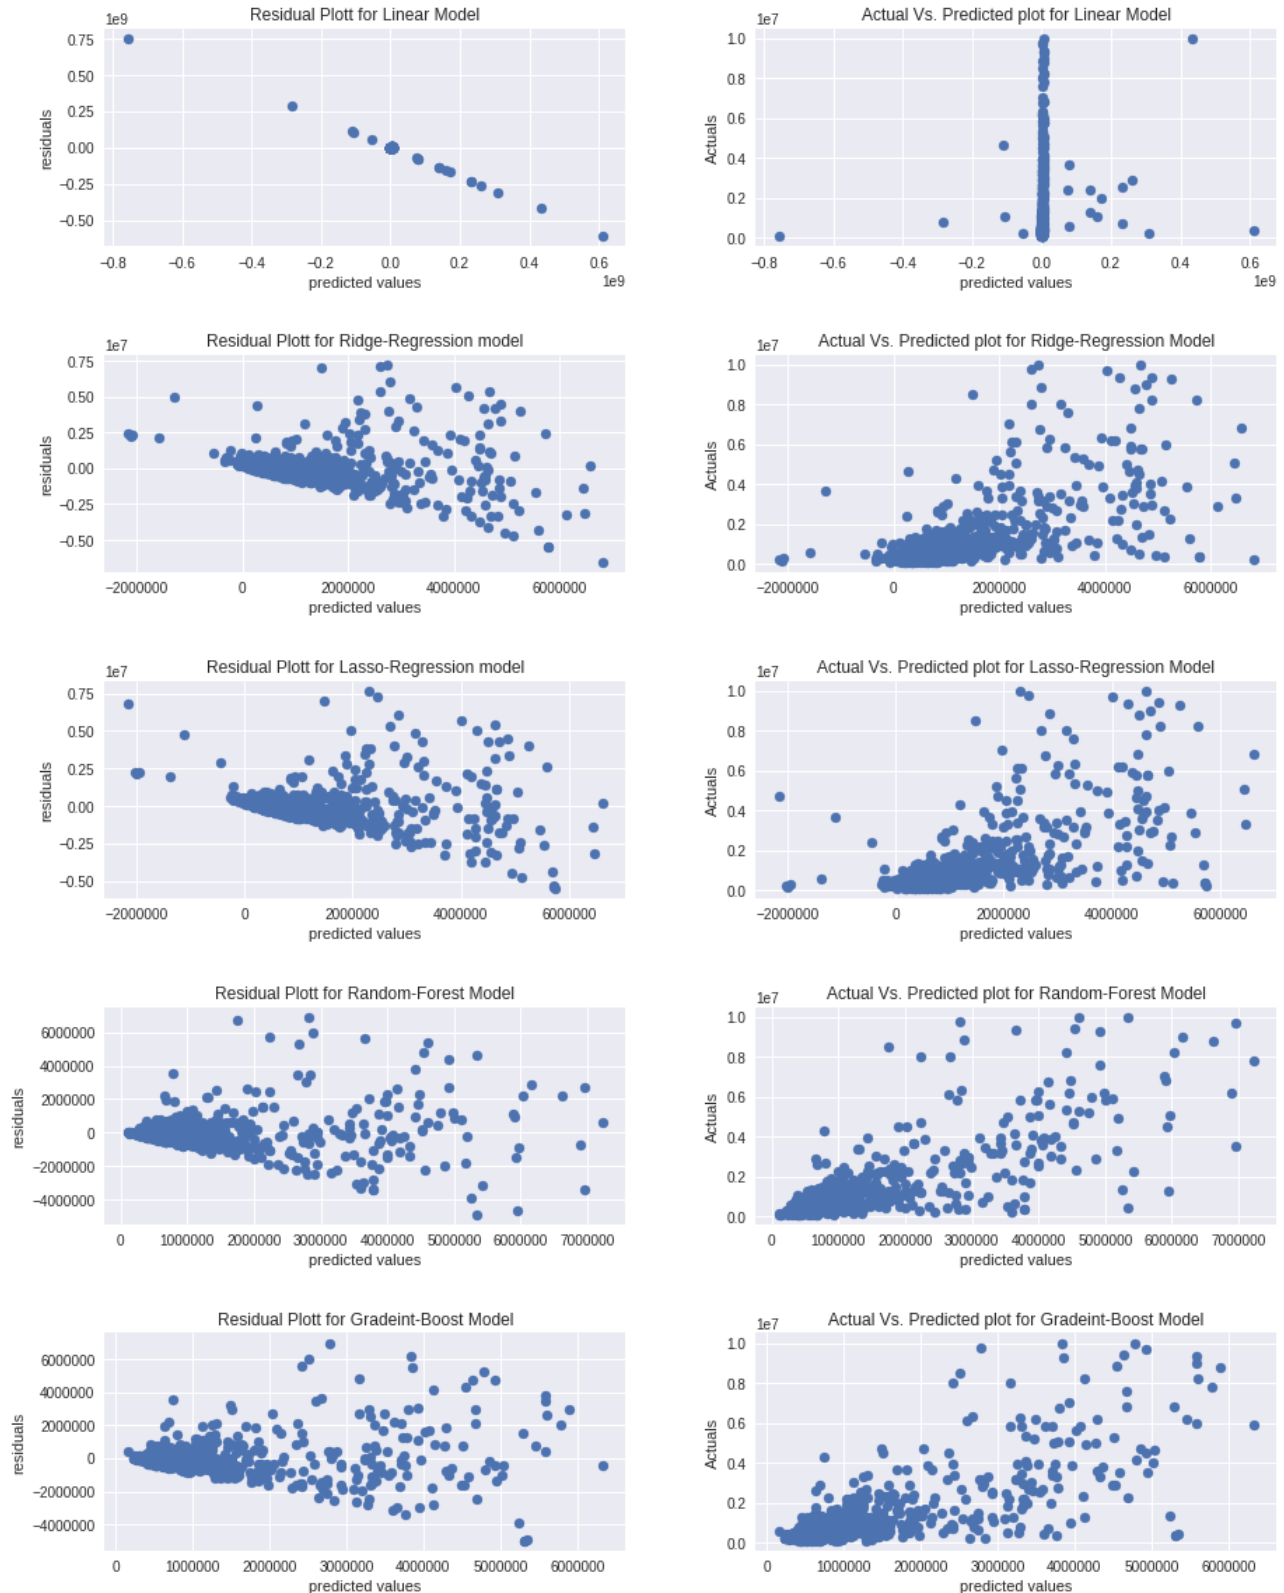 Residual Plott for Linear Model
1e9
0.75
0.50
0.25
0.00
−0.25
−0.50
residuals
−0.8 −0.6 −0.4 −0.2 0.0 0.2 0.4 0.6
1e9
predicted values
Actual Vs. Predicted plot for Linear Model
1e7
1.0
0.8
0.6
0.4
0.2
0.0
Actuals
−0.8 −0.6 −0.4 −0.2 0.0 0.2 0.4 0.6
1e9
predicted values
Residual Plott for Ridge-Regression model
1e7
0.75
0.50
0.25
0.00
−0.25
−0.50
residuals
−2000000 0 2000000 4000000 6000000
predicted values
Actual Vs. Predicted plot for Ridge-Regression Model
1e7
1.0
0.8
0.6
0.4
0.2
0.0
Actuals
−2000000 0 2000000 4000000 6000000
predicted values
Residual Plott for Lasso-Regression model
1e7
0.75
0.50
0.25
0.00
−0.25
−0.50
residuals
−2000000 0 2000000 4000000 6000000
predicted values
Actual Vs. Predicted plot for Lasso-Regression Model
1e7
1.0
0.8
0.6
0.4
0.2
0.0
Actuals
−2000000 0 2000000 4000000 6000000
predicted values
Residual Plott for Random-Forest Model
6000000
4000000
2000000
0
−2000000
−4000000
residuals
0 1000000 2000000 3000000 4000000 5000000 6000000 7000000
predicted values
Actual Vs. Predicted plot for Random-Forest Model
1e7
1.0
0.8
0.6
0.4
0.2
0.0
Actuals
0 1000000 2000000 3000000 4000000 5000000 6000000 7000000
predicted values
Residual Plott for Gradeint-Boost Model
6000000
4000000
2000000
0
−2000000
−4000000
residuals
0 1000000 2000000 3000000 4000000 5000000 6000000
predicted values
Actual Vs. Predicted plot for Gradeint-Boost Model
1e7
1.0
0.8
0.6
0.4
0.2
0.0
Actuals
0 1000000 2000000 3000000 4000000 5000000 6000000
predicted values